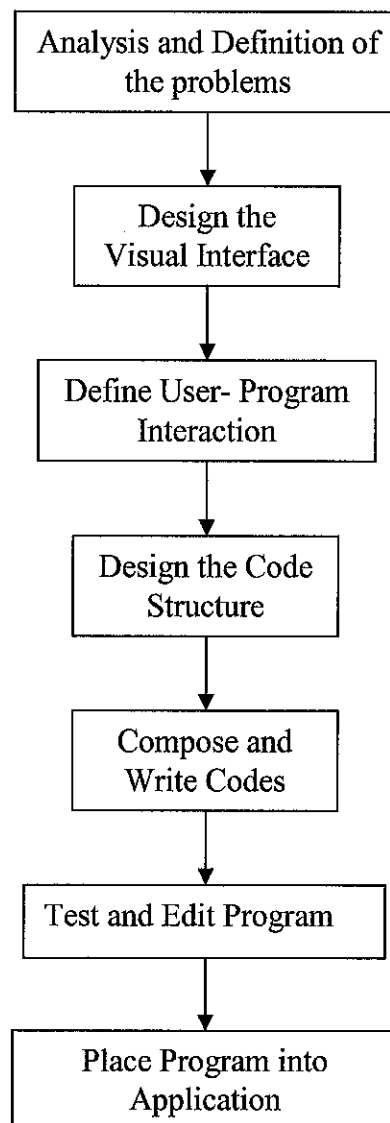 Analysis and Definition of
the problems
Design the
Visual Interface
Define User- Program
Interaction
Design the Code
Structure
Compose and
Write Codes
Test and Edit Program
Place Program into
Application